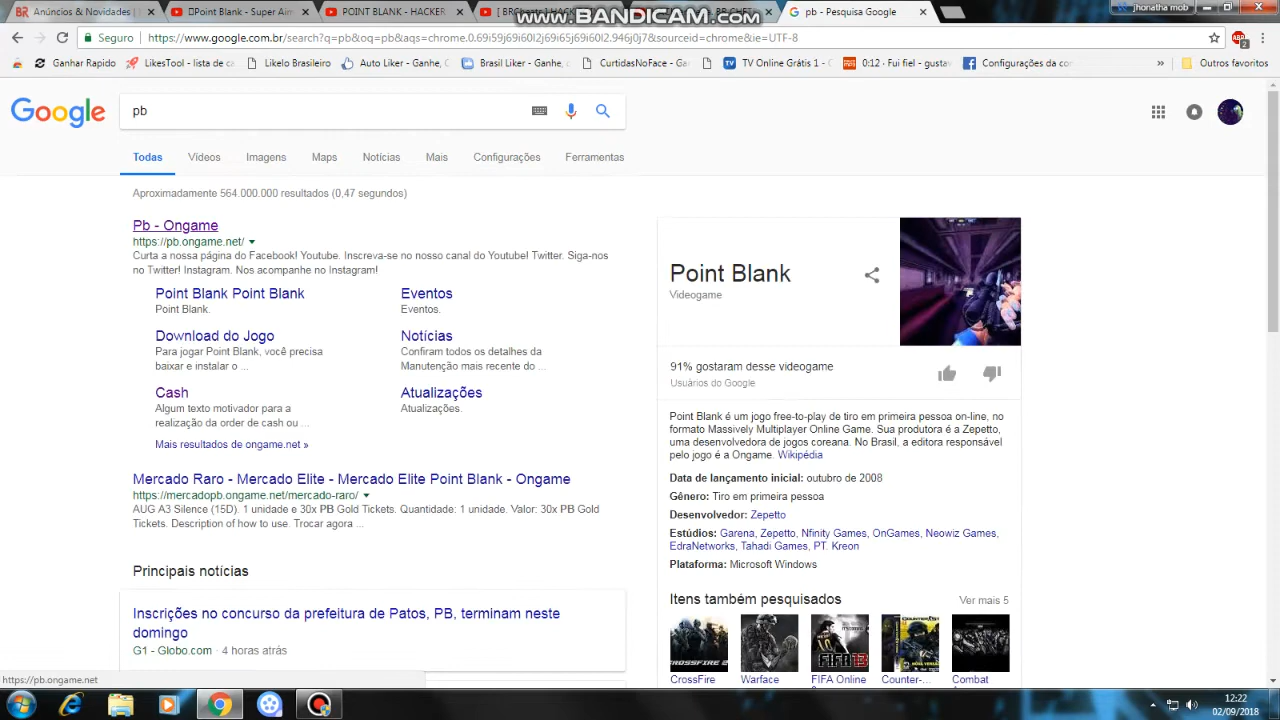 BR Anúncios & Novidades
DPoint Blank - Super Aim
POINT BLANK - HACKER
pb - Pesquisa Google
jhonatha mob
www.BANDICAM.com
Seguro
https://www.google.com.br/search?q=pb&oq=pb&aqs=chrome.0.69i59j69i60l2j69i65j69i60l2.946j0j7&sourceid=chrome&ie=UTF-8
ABP
2
Ganhar Rapido
LikesTool - lista de ca
Likelo Brasileiro
Auto Liker - Ganhe, C
Brasil Liker - Ganhe, c
CurtidasNoFace - Gar
TV Online Grátis 1 - C
0:12 · Fui fiel - gustav
Configurações da co
»
Outros favoritos
Google
pb
Todas
Vídeos
Imagens
Maps
Notícias
Mais
Configurações
Ferramentas
Aproximadamente 564.000.000 resultados (0,47 segundos)
Pb - Ongame
https://pb.ongame.net/
Curta a nossa página do Facebook! Youtube. Inscreva-se no nosso canal do Youtube! Twitter. Siga-nos
no Twitter! Instagram. Nos acompanhe no Instagram!
Point Blank Point Blank
Point Blank.
Eventos
Eventos.
Download do Jogo
Para jogar Point Blank, você precisa
baixar e instalar o ...
Notícias
Confiram todos os detalhes da
Manutenção mais recente do ...
Cash
Algum texto motivador para a
realização da order de cash ou ...
Atualizações
Atualizações.
Mais resultados de ongame.net »
Mercado Raro - Mercado Elite - Mercado Elite Point Blank - Ongame
https://mercadopb.ongame.net/mercado-raro/
AUG A3 Silence (15D). 1 unidade e 30x PB Gold Tickets. Quantidade: 1 unidade. Valor: 30x PB Gold
Tickets. Description of how to use. Trocar agora ...
Principais notícias
Inscrições no concurso da prefeitura de Patos, PB, terminam neste
domingo
G1 - Globo.com · 4 horas atrás
Point Blank
Videogame
91% gostaram desse videogame
Usuários do Google
Point Blank é um jogo free-to-play de tiro em primeira pessoa on-line, no
formato Massively Multiplayer Online Game. Sua produtora é a Zepetto,
uma desenvolvedora de jogos coreana. No Brasil, a editora responsável
pelo jogo é a Ongame. Wikipédia
Data de lançamento inicial: outubro de 2008
Gênero: Tiro em primeira pessoa
Desenvolvedor: Zepetto
Estúdios: Garena, Zepetto, Nfinity Games, OnGames, Neowiz Games,
EdraNetworks, Tahadi Games, PT. Kreon
Plataforma: Microsoft Windows
Itens também pesquisados
Ver mais 5
CROSSFIRE 2
FIFA 13
CrossFire
Warface
FIFA Online
Counter-...
Combat
https://pb.ongame.net
12:22
02/09/2018